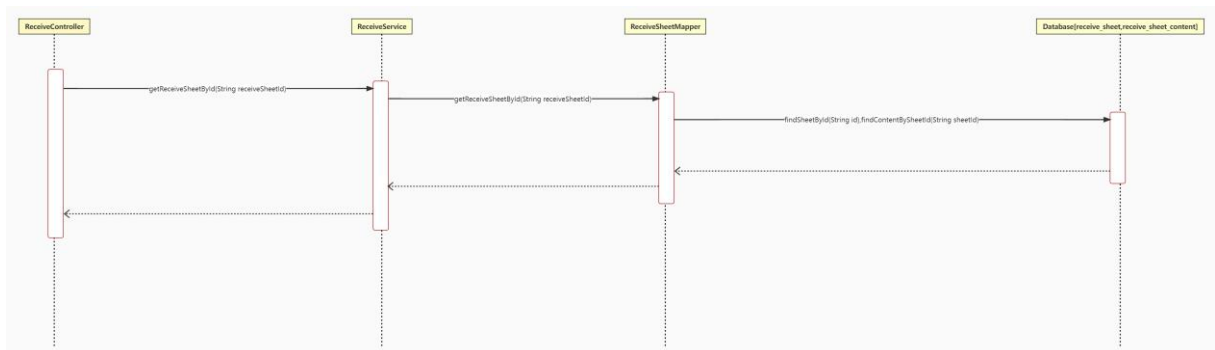 ReceiveController
ReceiveService
ReceiveSheetMapper
Database[receive_sheet,receive_sheet_content]
getReceiveSheetById(String receiveSheetId)
getReceiveSheetById(String receiveSheetId)
findSheetById(String id),findContentBySheetId(String sheetId)